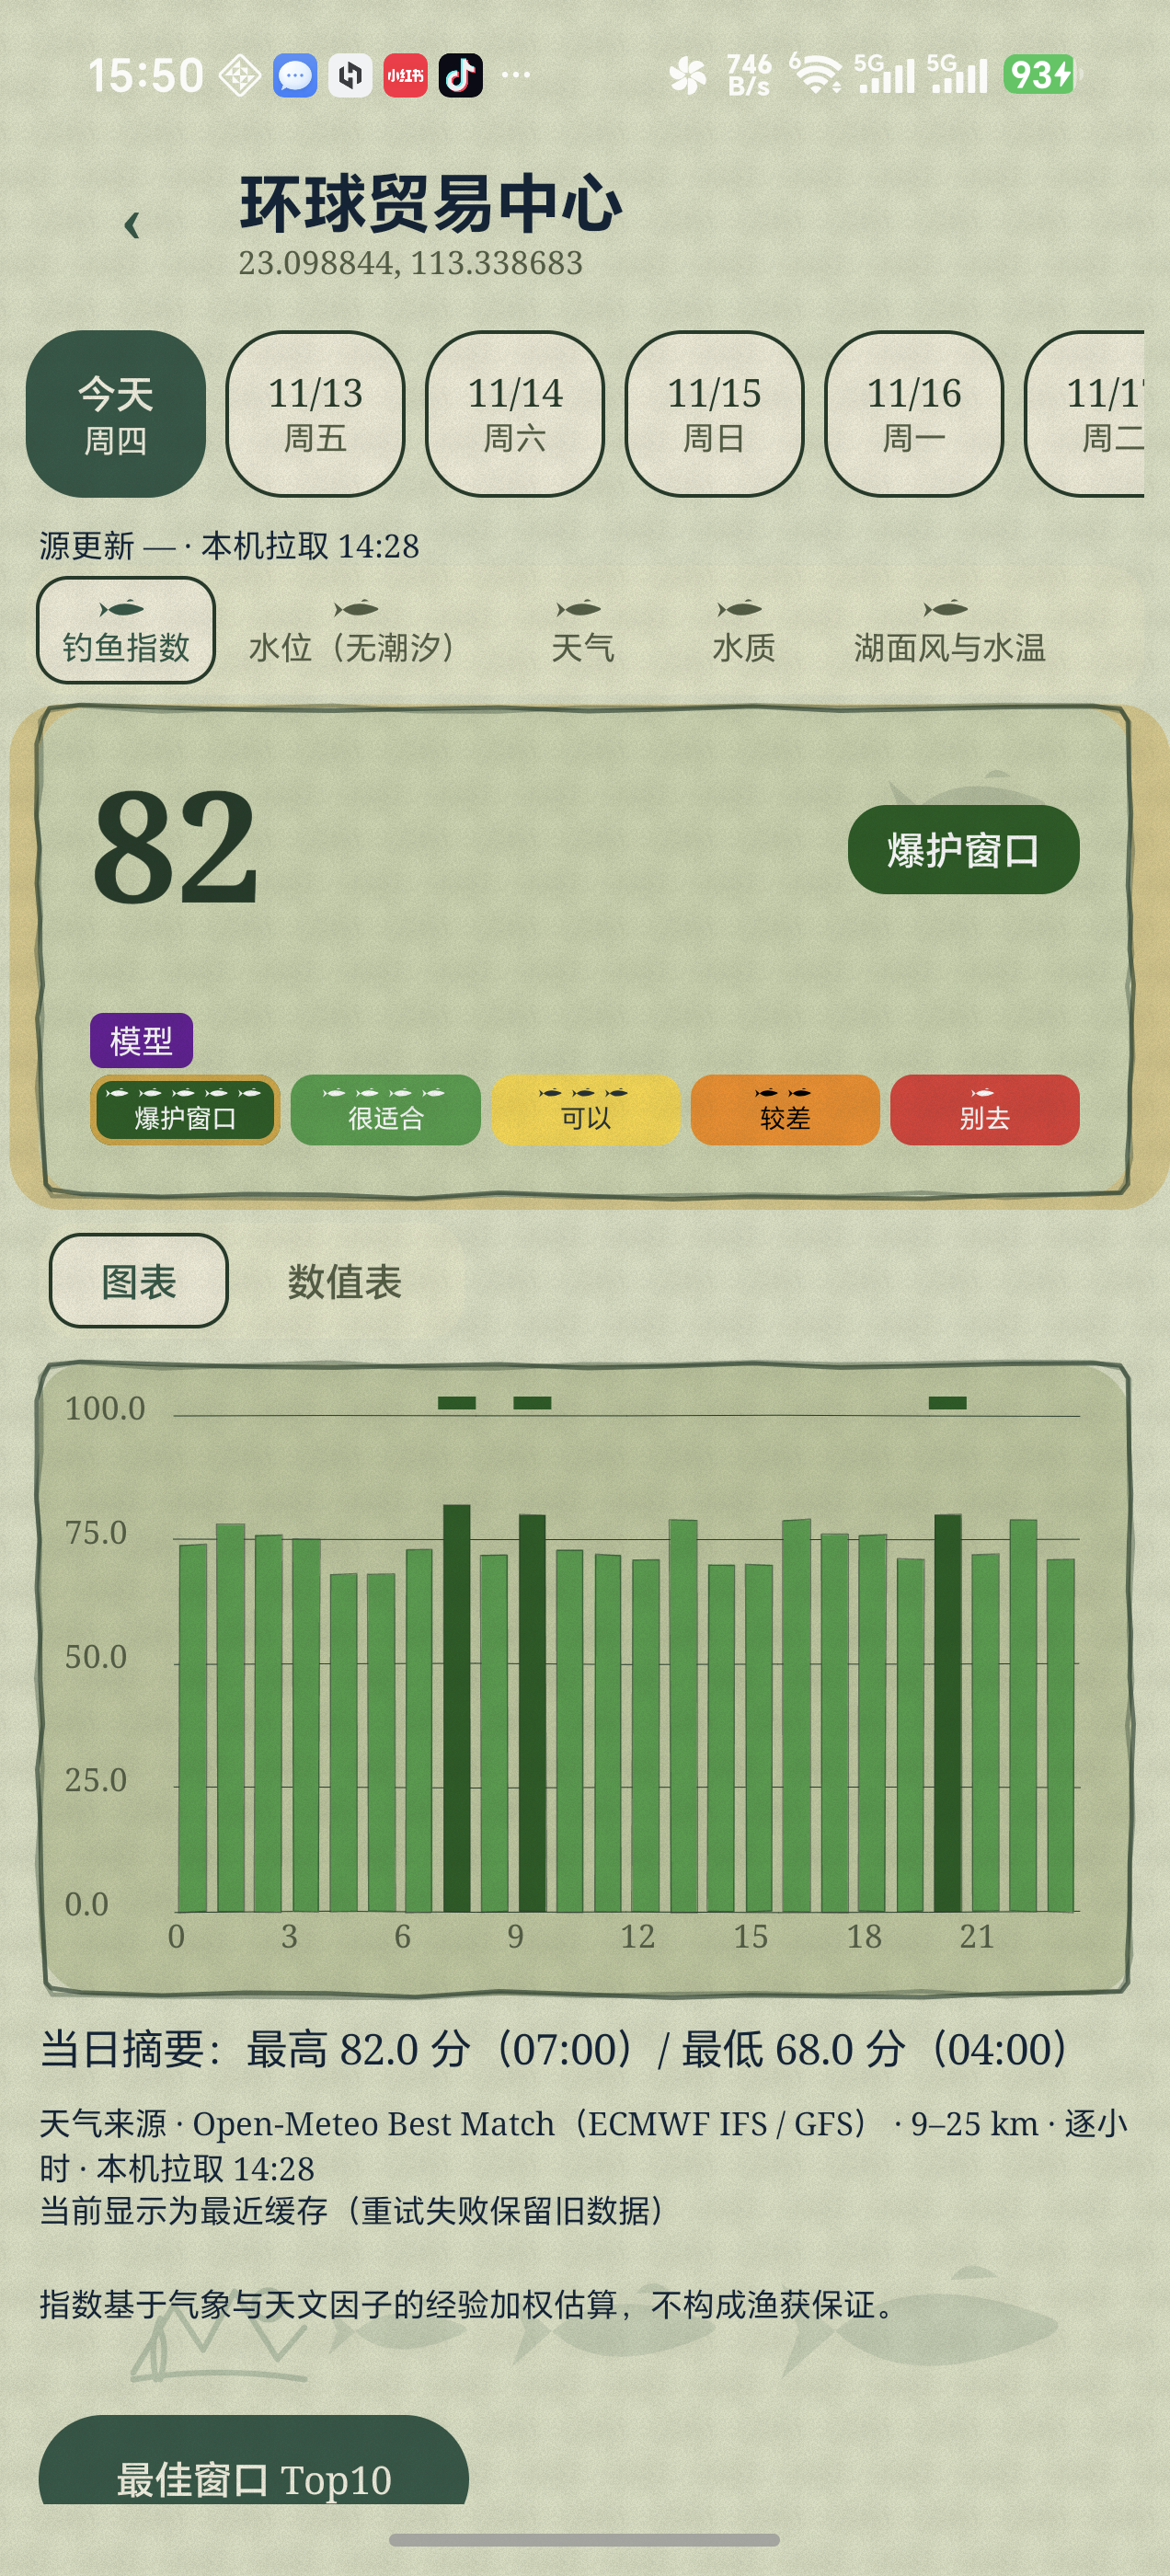 15:50
小红书
746
B/s
6
5G
5G
93
‹
环球贸易中心
23.098844, 113.338683
今天
周四
11/13
周五
11/14
周六
11/15
周日
11/16
周一
11/1
周二
源更新 — · 本机拉取 14:28
钓鱼指数
水位（无潮汐）
天气
水质
湖面风与水温
82
爆护窗口
模型
爆护窗口
很适合
可以
较差
别去
图表
数值表
100.0
75.0
50.0
25.0
0.0
0 3 6 9 12 15 18 21
当日摘要：最高 82.0 分（07:00）/ 最低 68.0 分（04:00）
天气来源 · Open-Meteo Best Match（ECMWF IFS / GFS） · 9–25 km · 逐小
时 · 本机拉取 14:28
当前显示为最近缓存（重试失败保留旧数据）
指数基于气象与天文因子的经验加权估算，不构成渔获保证。
最佳窗口 Top10